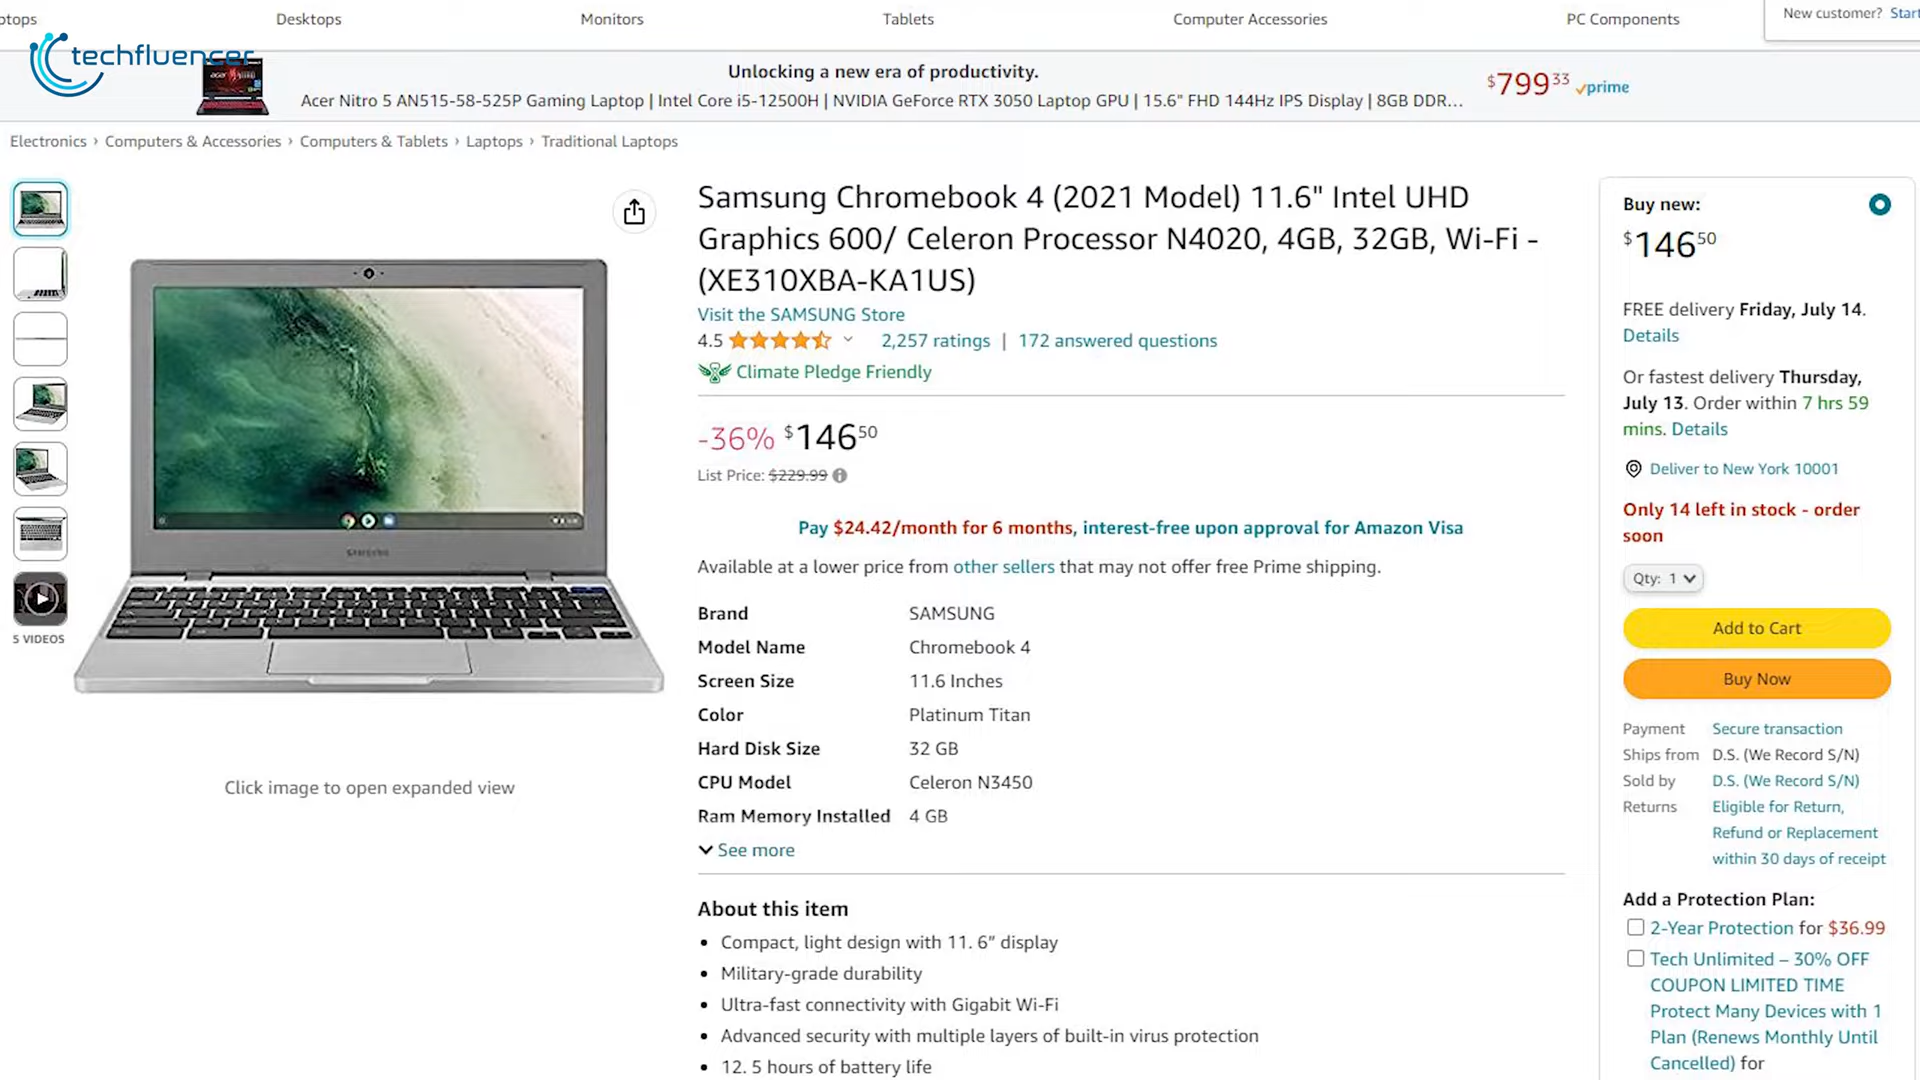 Desktops
Monitors
Tablets
Computer Accessories
PC Components
New customer?
techfluencer
Unlocking a new era of productivity.
Acer Nitro 5 AN515-58-525P Gaming Laptop | Intel Core i5-12500H | NVIDIA GeForce RTX 3050 Laptop GPU | 15.6" FHD 144Hz IPS Display | 8GB DDR...
$799 33 prime
Electronics › Computers & Accessories › Computers & Tablets › Laptops › Traditional Laptops
5 VIDEOS
SAMSUNG
Click image to open expanded view
Samsung Chromebook 4 (2021 Model) 11.6" Intel UHD
Graphics 600/ Celeron Processor N4020, 4GB, 32GB, Wi-Fi -
(XE310XBA-KA1US)
Visit the SAMSUNG Store
4.5 2,257 ratings | 172 answered questions
Climate Pledge Friendly
-36% $146 50
List Price: $229.99
Pay $24.42/month for 6 months, interest-free upon approval for Amazon Visa
Available at a lower price from other sellers that may not offer free Prime shipping.
Brand SAMSUNG
Model Name Chromebook 4
Screen Size 11.6 Inches
Color Platinum Titan
Hard Disk Size 32 GB
CPU Model Celeron N3450
Ram Memory Installed 4 GB
See more
About this item
• Compact, light design with 11. 6” display
• Military-grade durability
• Ultra-fast connectivity with Gigabit Wi-Fi
• Advanced security with multiple layers of built-in virus protection
• 12. 5 hours of battery life
Buy new:
$146 50
FREE delivery Friday, July 14.
Details
Or fastest delivery Thursday,
July 13. Order within 7 hrs 59
mins. Details
Deliver to New York 10001
Only 14 left in stock - order
soon
Qty: 1
Add to Cart
Buy Now
Payment Secure transaction
Ships from D.S. (We Record S/N)
Sold by D.S. (We Record S/N)
Returns Eligible for Return,
Refund or Replacement
within 30 days of receipt
Add a Protection Plan:
2-Year Protection for $36.99
Tech Unlimited – 30% OFF
COUPON LIMITED TIME
Protect Many Devices with 1
Plan (Renews Monthly Until
Cancelled) for